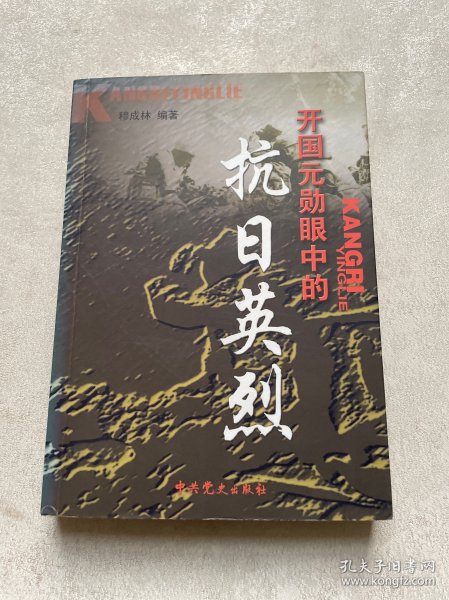 KANGRIYINGLIE
穆成林 编著
开国元勋眼中的
KANGRI
YINGLIE
抗日英烈
中共党史出版社
孔夫子旧书网
www.kongfz.com